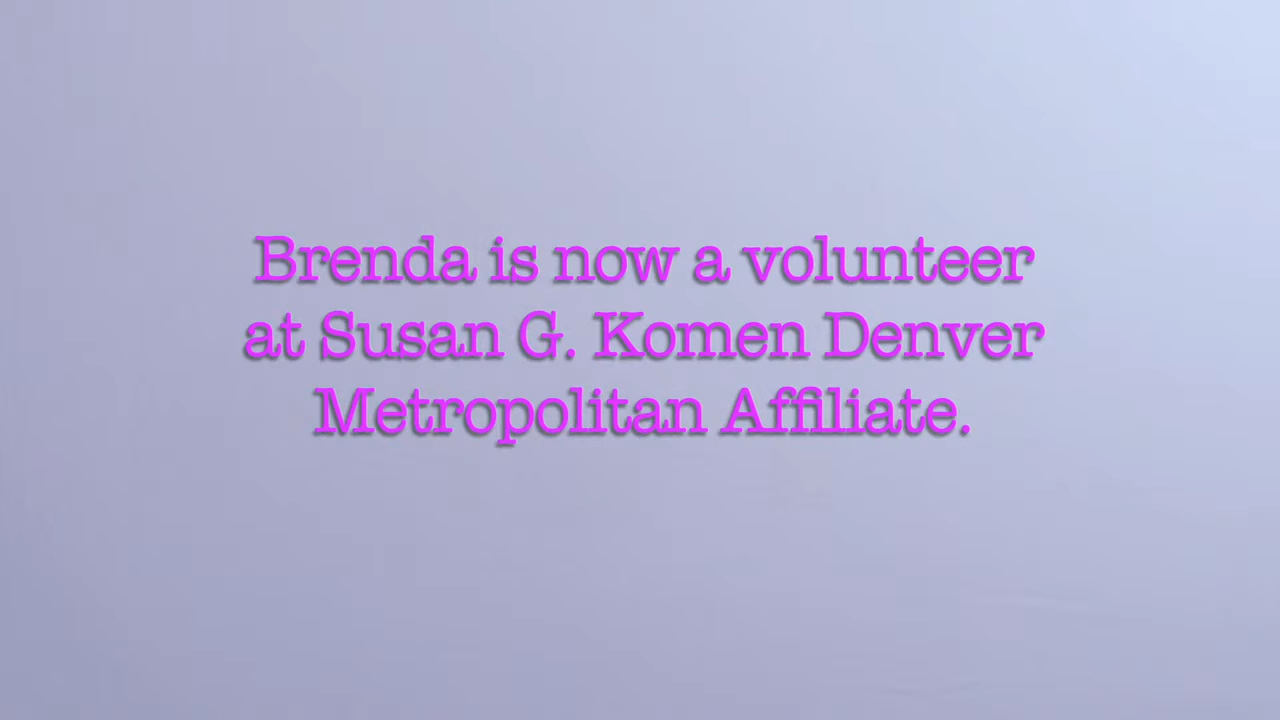 Brenda is now a volunteer
at Susan G. Komen Denver
Metropolitan Affiliate.